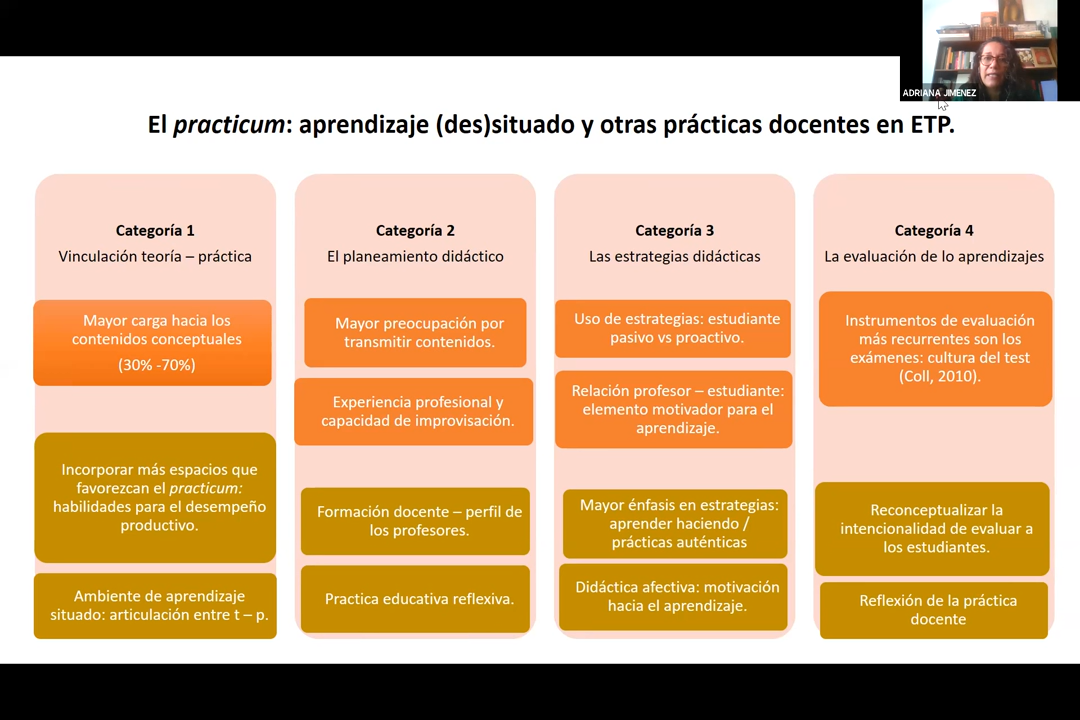 ADRIANA JIMENEZ
El practicum: aprendizaje (des)situado y otras prácticas docentes en ETP.
Categoría 1
Vinculación teoría – práctica
Mayor carga hacia los
contenidos conceptuales
(30% -70%)
Incorporar más espacios que
favorezcan el practicum:
habilidades para el desempeño
productivo.
Ambiente de aprendizaje
situado: articulación entre t – p.
Categoría 2
El planeamiento didáctico
Mayor preocupación por
transmitir contenidos.
Experiencia profesional y
capacidad de improvisación.
Formación docente – perfil de
los profesores.
Practica educativa reflexiva.
Categoría 3
Las estrategias didácticas
Uso de estrategias: estudiante
pasivo vs proactivo.
Relación profesor – estudiante:
elemento motivador para el
aprendizaje.
Mayor énfasis en estrategias:
aprender haciendo /
prácticas auténticas
Didáctica afectiva: motivación
hacia el aprendizaje.
Categoría 4
La evaluación de lo aprendizajes
Instrumentos de evaluación
más recurrentes son los
exámenes: cultura del test
(Coll, 2010).
Reconceptualizar la
intencionalidad de evaluar a
los estudiantes.
Reflexión de la práctica
docente